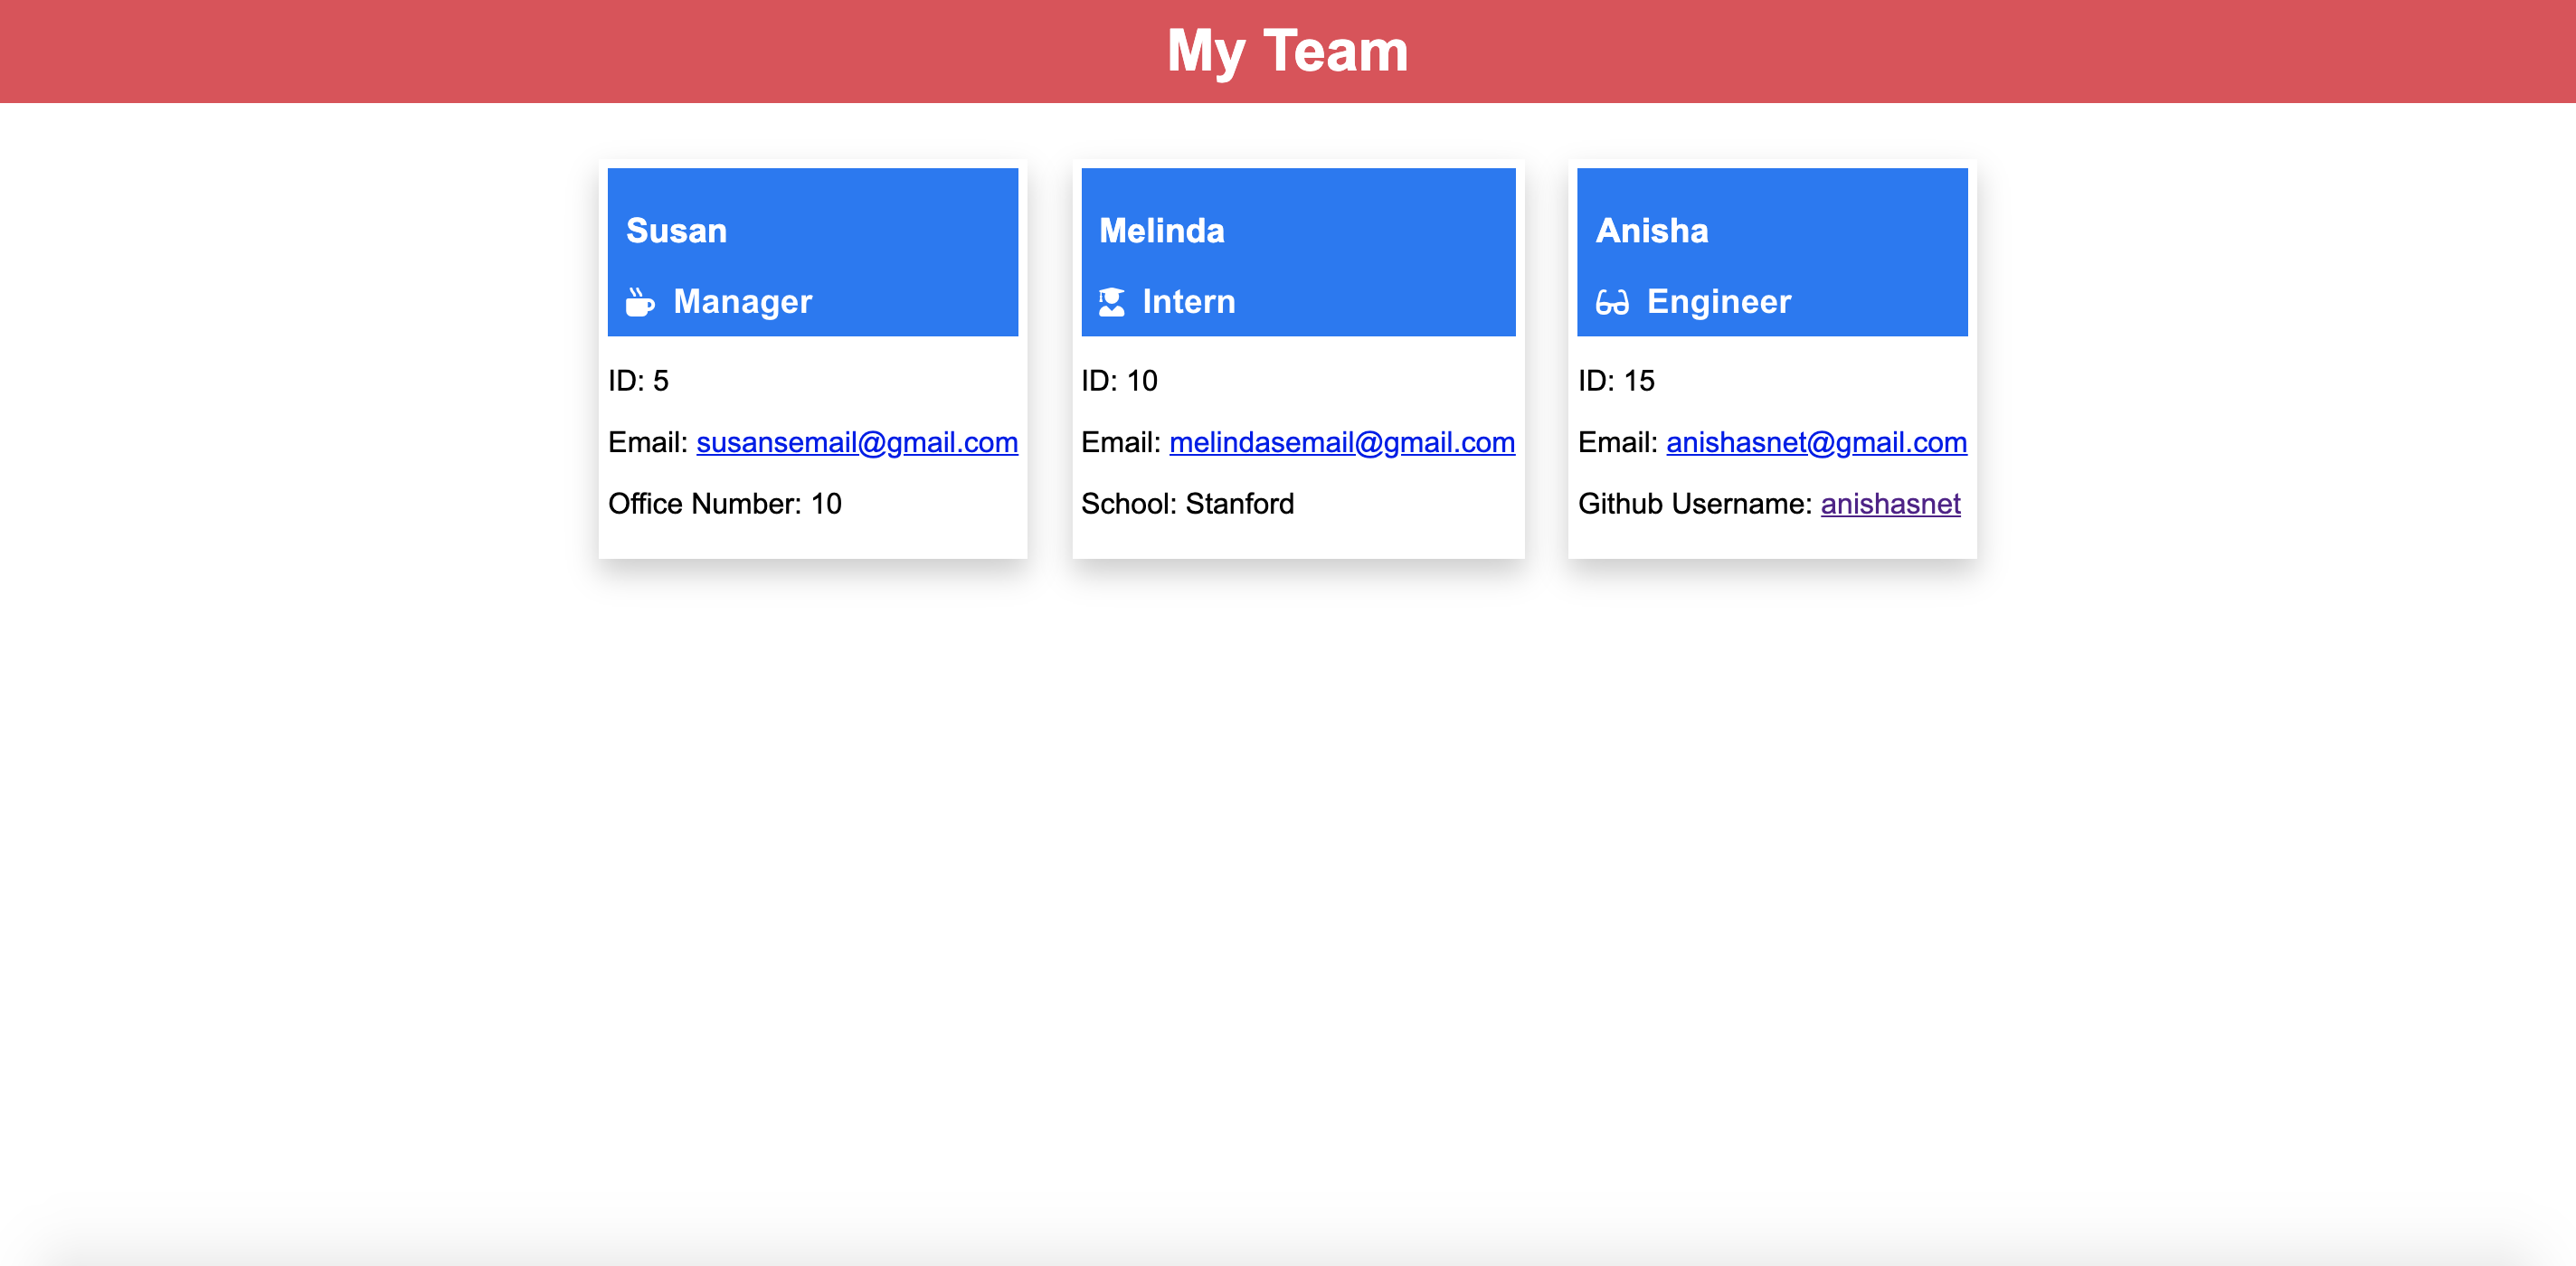 My Team
Susan
Manager
ID: 5
Email: susansemail@gmail.com
Office Number: 10
Melinda
Intern
ID: 10
Email: melindasemail@gmail.com
School: Stanford
Anisha
Engineer
ID: 15
Email: anishasnet@gmail.com
Github Username: anishasnet